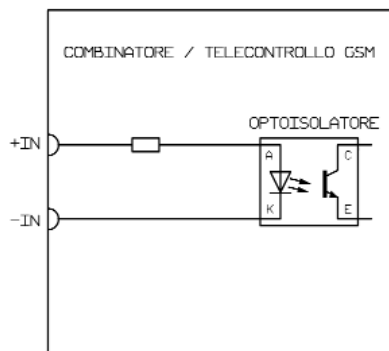 COMBINATORE / TELECONTROLLO GSM
OPTOISOLATORE
+IN
A
C
-IN
K
E